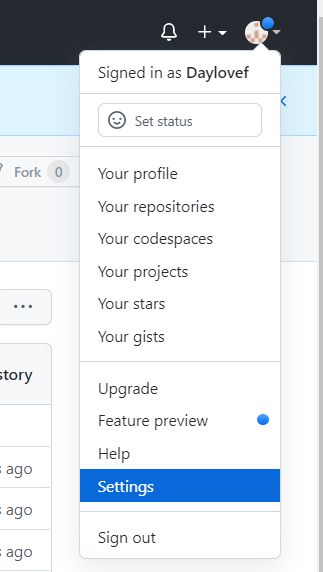 Signed in as Daylovef
Set status
Fork 0
Your profile
Your repositories
Your codespaces
Your projects
Your stars
Your gists
story
Upgrade
Feature preview
Help
s ago
Settings
s ago
Sign out
s ago